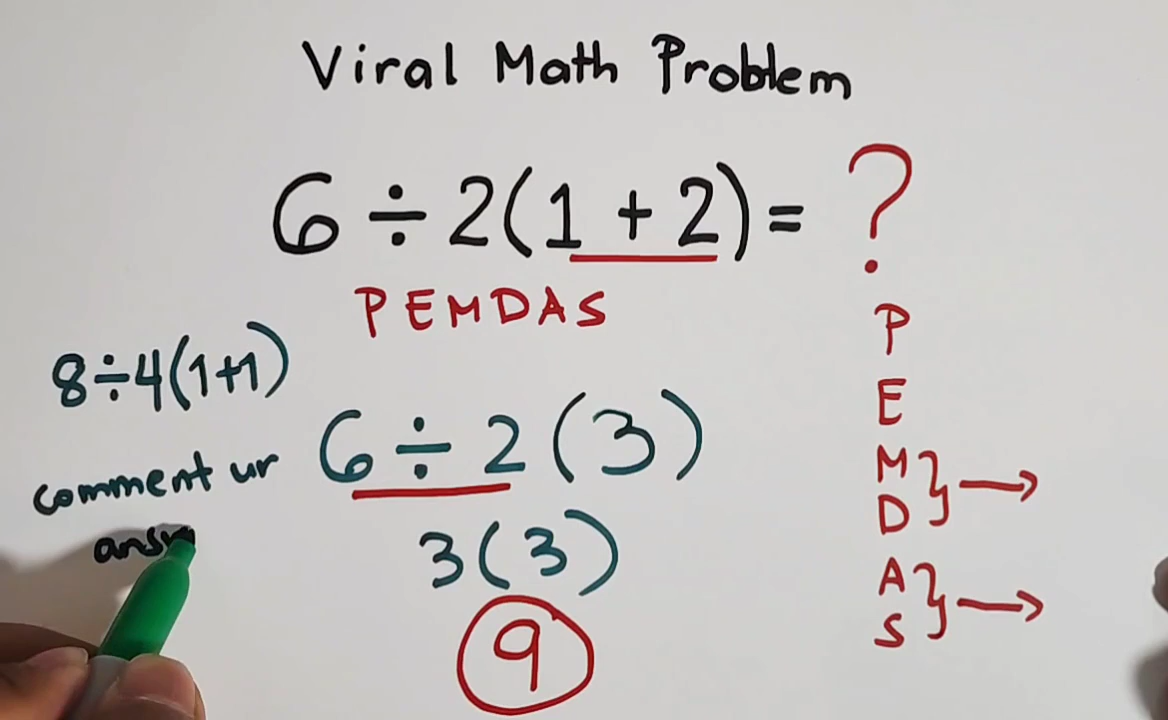 Viral Math Problem
6 ÷ 2(1 + 2) = ?
PEMDAS
8÷4(1+1)
comment ur
6 ÷ 2 (3)
3(3)
9
P
E
M } →
D
A } →
S